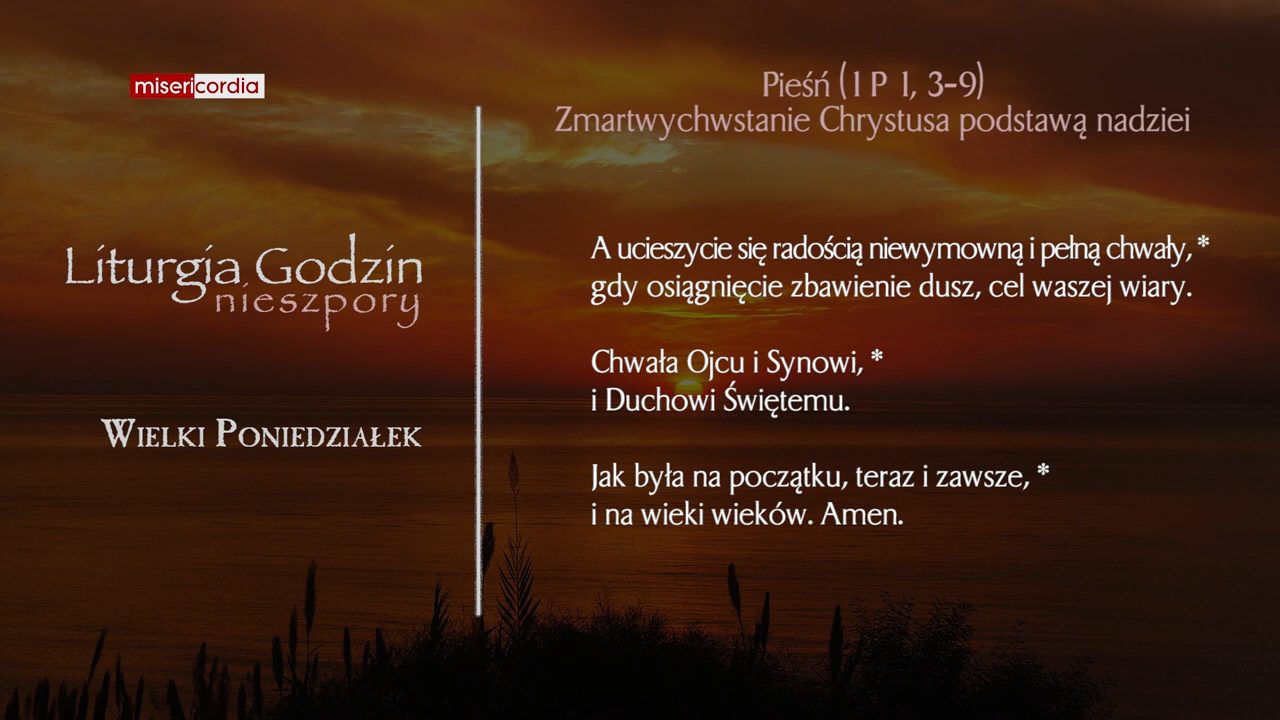 misericordia
Pieśń (1 P 1, 3-9)
Zmartwychwstanie Chrystusa podstawą nadziei
Liturgia Godzin
nieszpory
Wielki Poniedziałek
A ucieszycie się radością niewymowną i pełną chwały, *
gdy osiągnięcie zbawienie dusz, cel waszej wiary.
Chwała Ojcu i Synowi, *
i Duchowi Świętemu.
Jak była na początku, teraz i zawsze, *
i na wieki wieków. Amen.